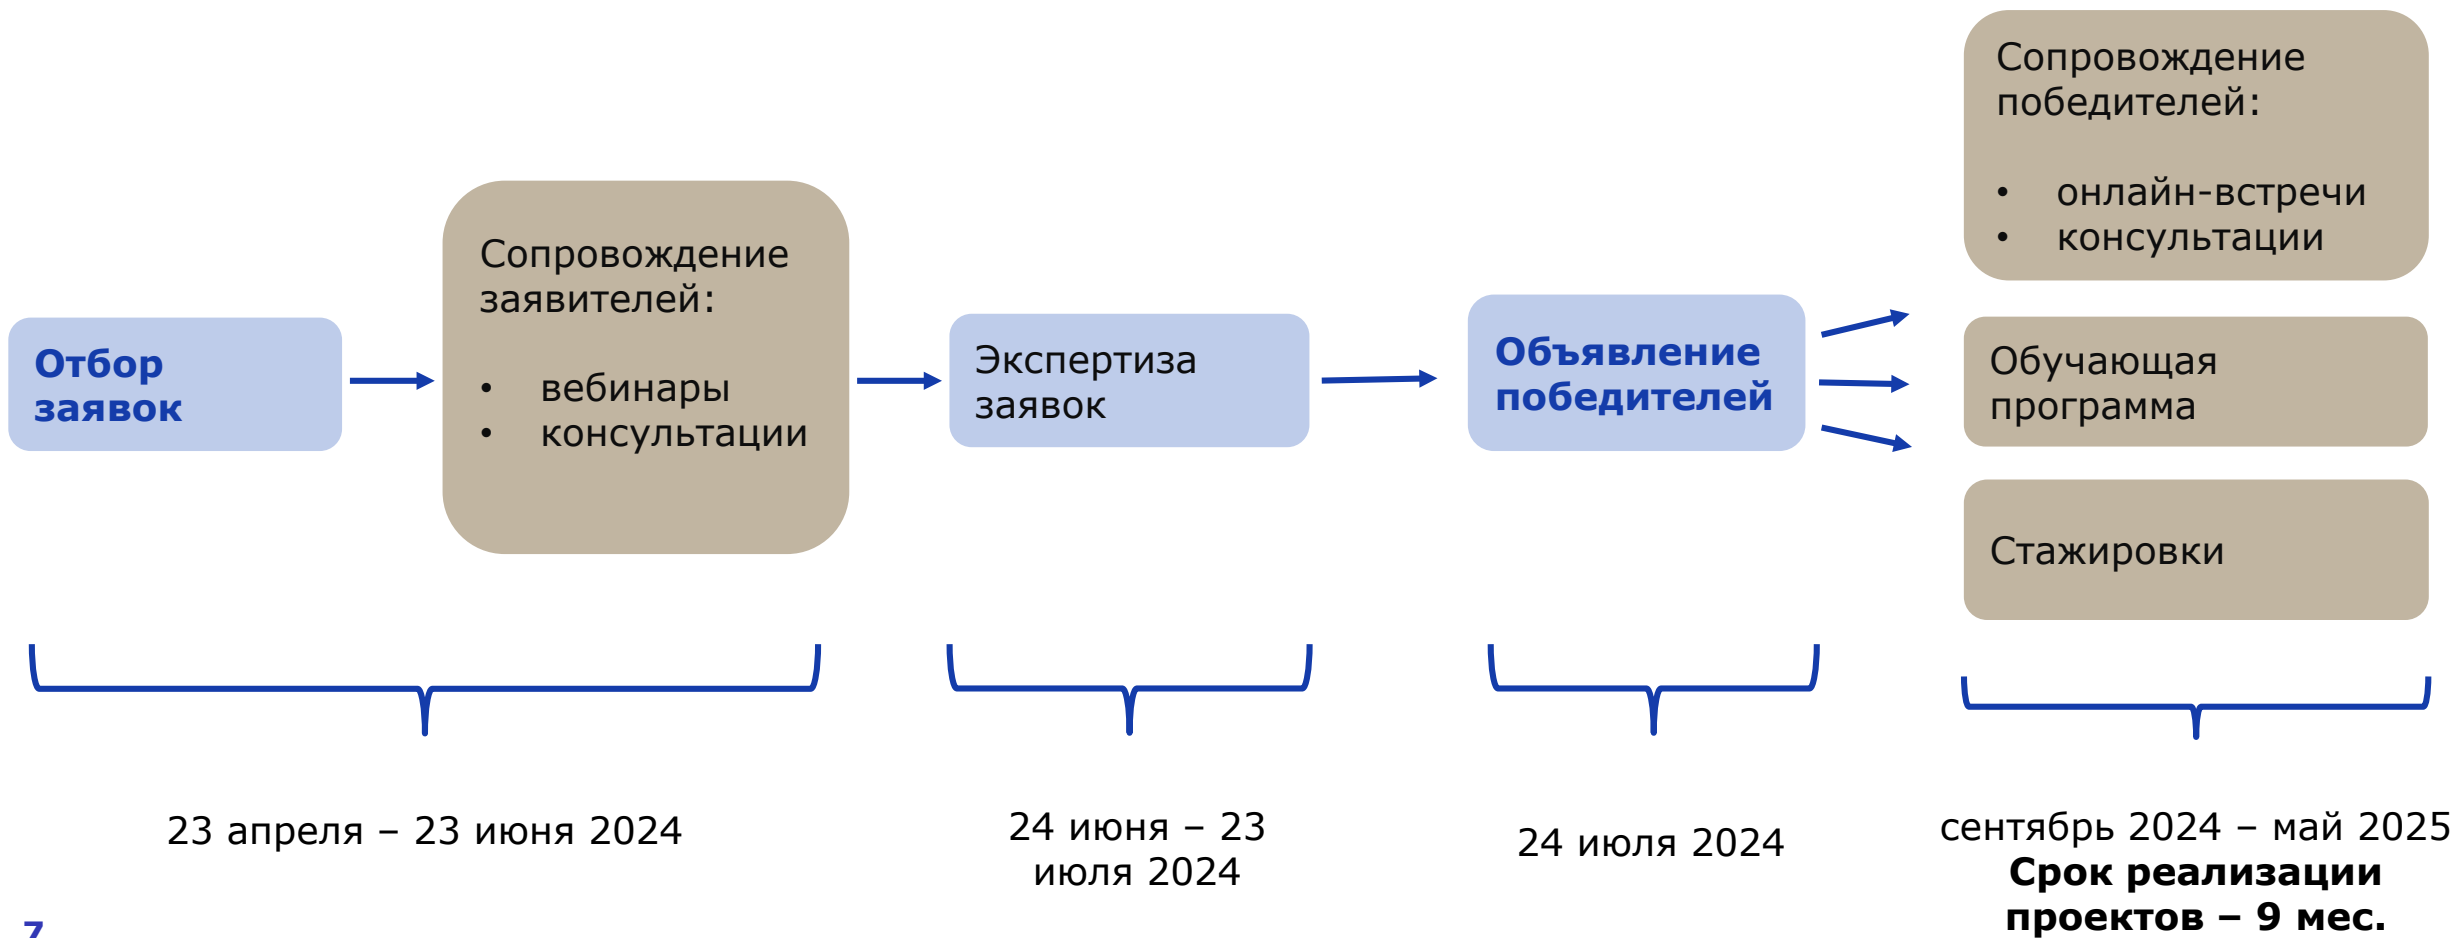 Отбор
заявок
Сопровождение
заявителей:
• вебинары
• консультации
Экспертиза
заявок
Объявление
победителей
Сопровождение
победителей:
• онлайн-встречи
• консультации
Обучающая
программа
Стажировки
23 апреля – 23 июня 2024
24 июня – 23
июля 2024
24 июля 2024
сентябрь 2024 – май 2025
Срок реализации
проектов – 9 мес.
7